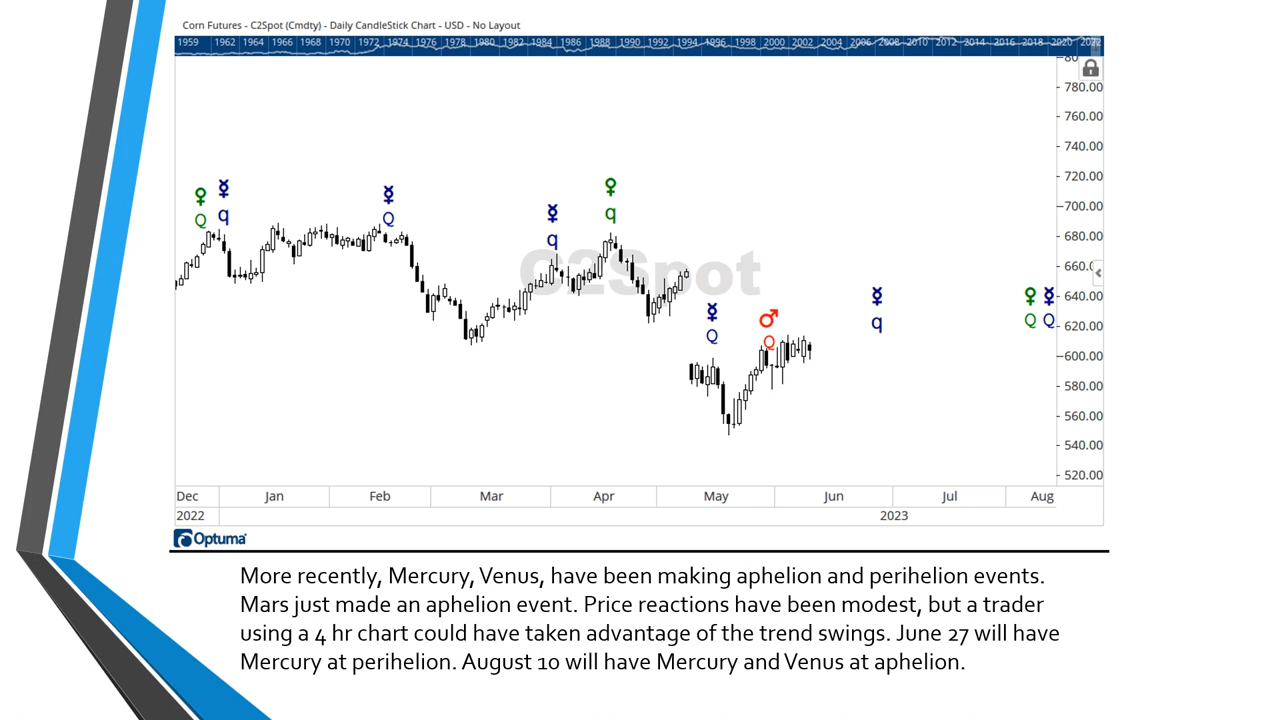 Corn Futures - C2Spot (Cmdty) - Daily CandleStick Chart - USD - No Layout
1959 1962 1964 1966 1968 1970 1972 1974 1976 1978 1980 1982 1984 1986 1988 1990 1992 1994 1996 1998 2000 2002 2004 2006 2008 2010 2012 2014 2016 2018 2020 2022
780.00
760.00
740.00
720.00
700.00
680.00
660.
640.00
620.00
600.00
580.00
560.00
540.00
520.00
♀ ☿ ☿ ☿ ♀
Q q Q q q
C2Spot
☿ ♂ ☿ ♀ ☿
Q Q q Q Q
Dec Jan Feb Mar Apr May Jun Jul Aug
2022 2023
Optuma
More recently, Mercury, Venus, have been making aphelion and perihelion events.
Mars just made an aphelion event. Price reactions have been modest, but a trader
using a 4 hr chart could have taken advantage of the trend swings. June 27 will have
Mercury at perihelion. August 10 will have Mercury and Venus at aphelion.